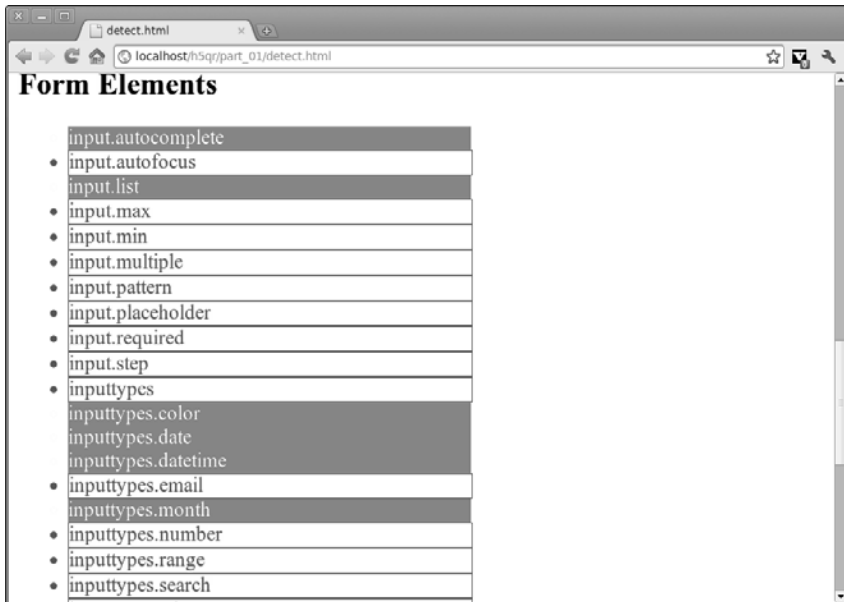 detect.html
localhost/h5qr/part_01/detect.html
Form Elements
input.autocomplete
input.autofocus
input.list
input.max
input.min
input.multiple
input.pattern
input.placeholder
input.required
input.step
inputtypes
inputtypes.color
inputtypes.date
inputtypes.datetime
inputtypes.email
inputtypes.month
inputtypes.number
inputtypes.range
inputtypes.search